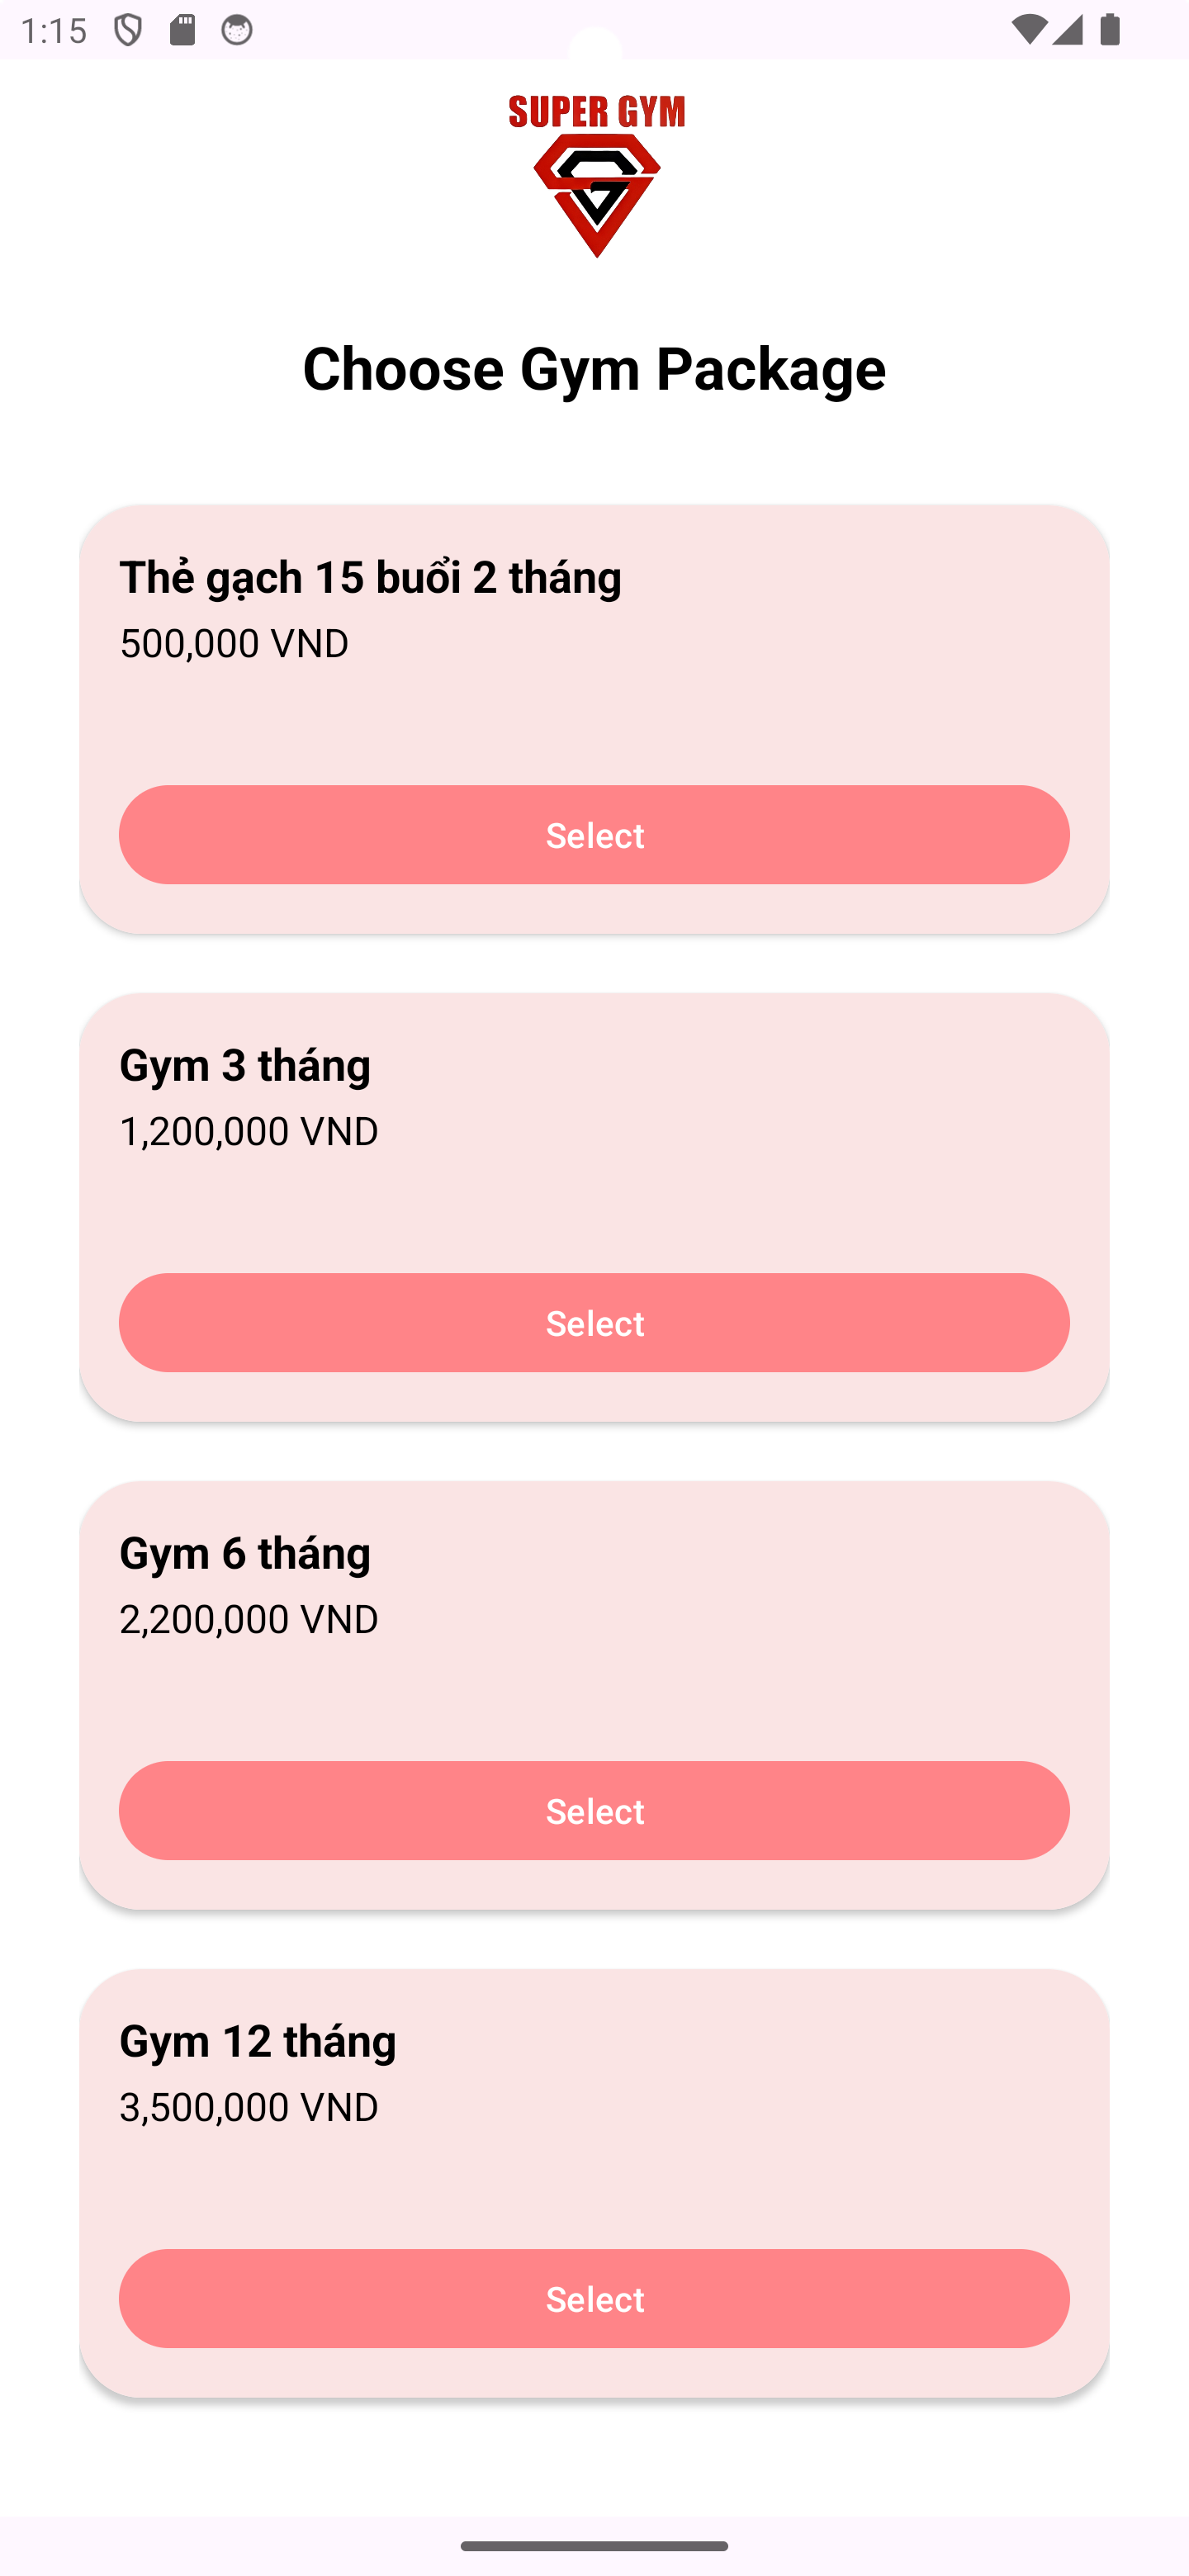 1:15
SUPER GYM
Choose Gym Package
Thẻ gạch 15 buổi 2 tháng
500,000 VND
Select
Gym 3 tháng
1,200,000 VND
Select
Gym 6 tháng
2,200,000 VND
Select
Gym 12 tháng
3,500,000 VND
Select